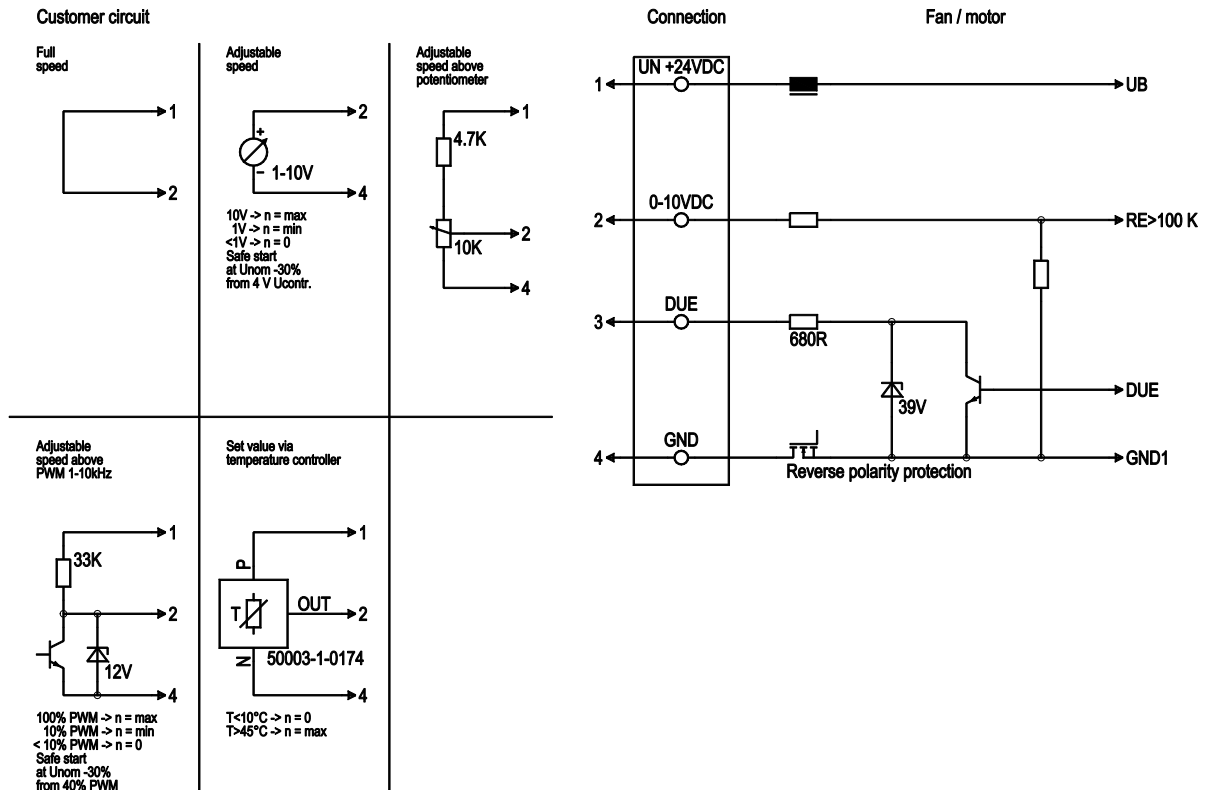 Customer circuit
Connection
Fan / motor
Full
speed
1
2
Adjustable
speed
2
+
- 1-10V
4
10V -> n = max
1V -> n = min
<1V -> n = 0
Safe start
at Unom -30%
from 4 V Ucontr.
Adjustable
speed above
potentiometer
1
4.7K
2
10K
4
UN +24VDC
1
UB
0-10VDC
2
RE>100 K
DUE
3
680R
39V
DUE
GND
4
GND1
Reverse polarity protection
Adjustable
speed above
PWM 1-10kHz
1
33K
2
12V
4
100% PWM -> n = max
10% PWM -> n = min
< 10% PWM -> n = 0
Safe start
at Unom -30%
from 40% PWM
Set value via
temperature controller
1
P
T
OUT
2
N
50003-1-0174
4
T<10°C -> n = 0
T>45°C -> n = max